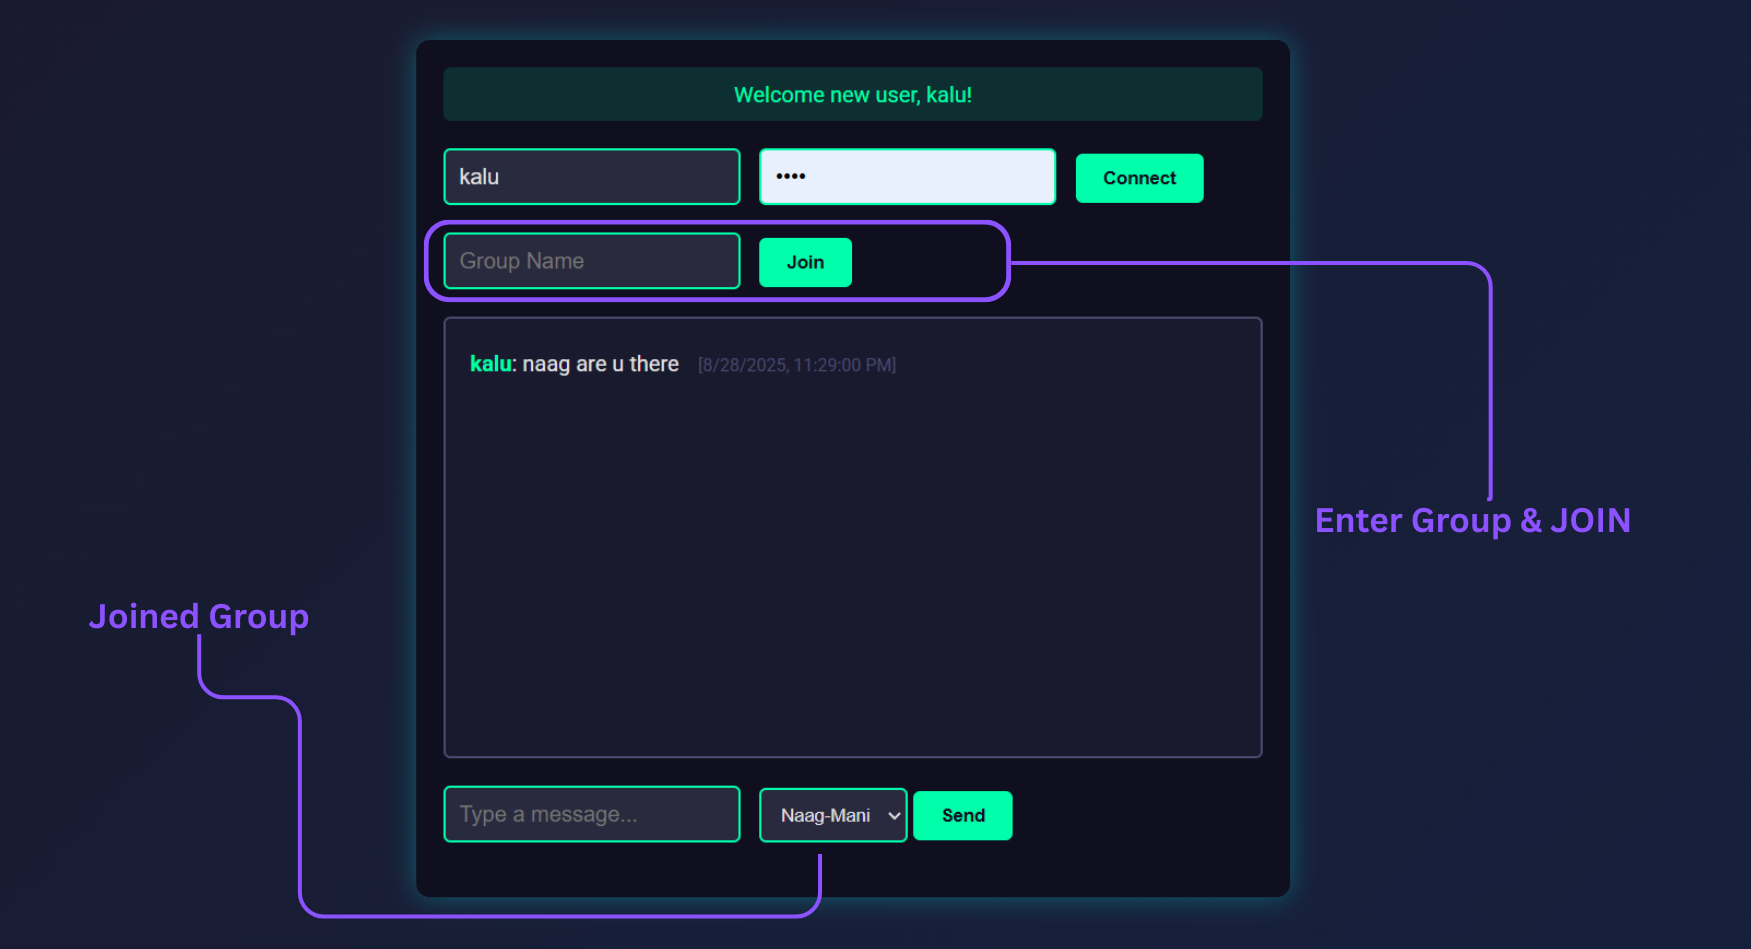 Welcome new user, kalu!
kalu
••••
Connect
Group Name
Join
kalu: naag are u there [8/28/2025, 11:29:00 PM]
Enter Group & JOIN
Joined Group
Type a message...
Naag-Mani
Send